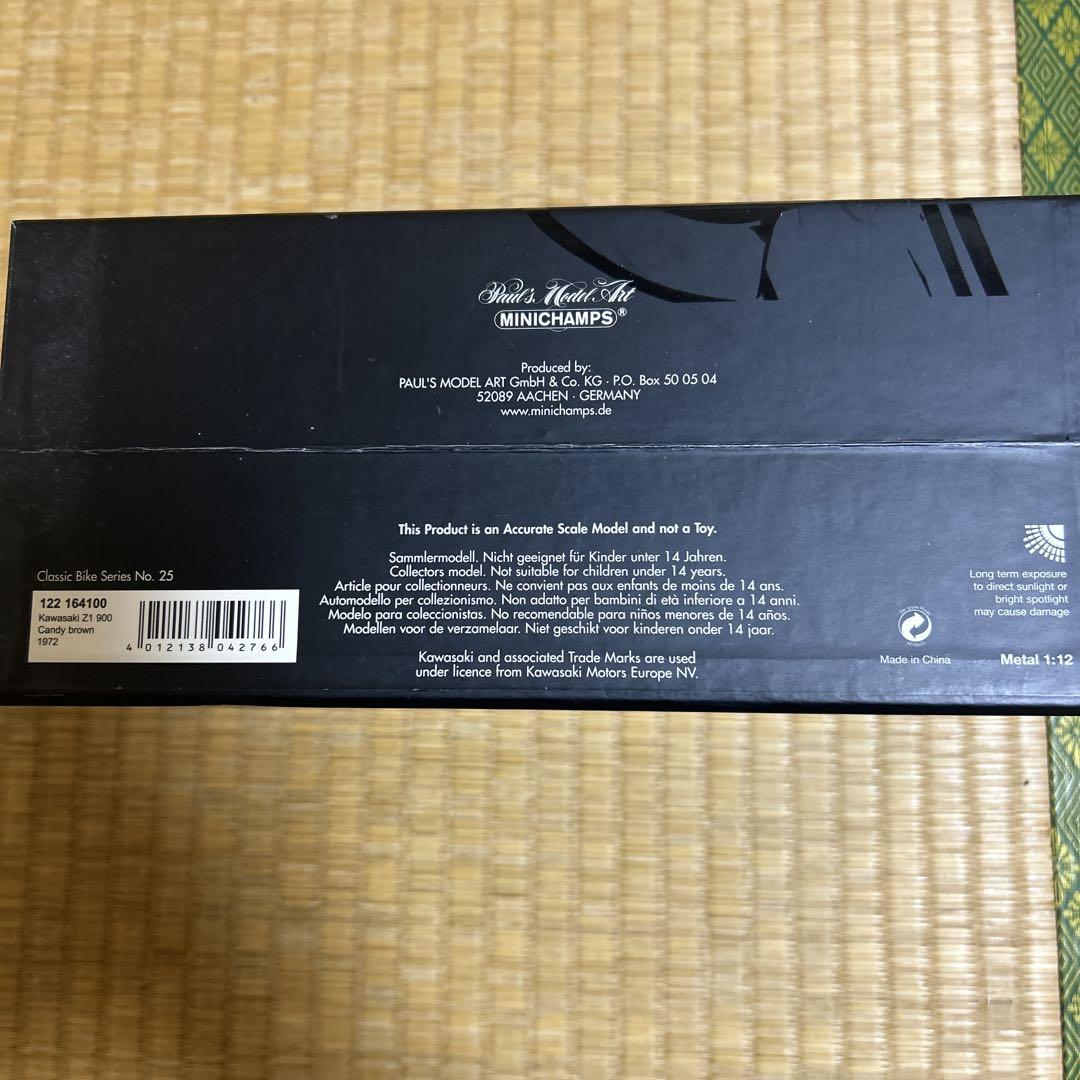 Paul's Model Art
MINICHAMPS®
Produced by:
PAUL'S MODEL ART GmbH & Co. KG · P.O. Box 50 05 04
52089 AACHEN · GERMANY
www.minichamps.de
This Product is an Accurate Scale Model and not a Toy.
Sammlermodell. Nicht geeignet für Kinder unter 14 Jahren.
Collectors model. Not suitable for children under 14 years.
Article pour collectionneurs. Ne convient pas aux enfants de moins de 14 ans.
Automodello per collezionismo. Non adatto per bambini di età inferiore a 14 anni.
Modelo para coleccionistas. No recomendable para niños menores de 14 años.
Modellen voor de verzamelaar. Niet geschikt voor kinderen onder 14 jaar.
Kawasaki and associated Trade Marks are used
under licence from Kawasaki Motors Europe NV.
Classic Bike Series No. 25
122 164100
Kawasaki Z1 900
Candy brown
1972
4 012138 042766
Made in China
Long term exposure
to direct sunlight or
bright spotlight
may cause damage
Metal 1:12